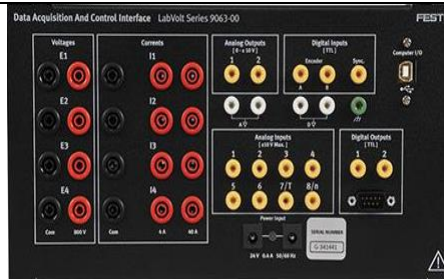 Data Acquisition And Control Interface LabVolt Series 9063-00
FEST
Voltages
Currents
Analog Outputs
[0 - ± 10 V]
Digital Inputs
[TTL]
Computer I/O
E1
I1
1 2
Encoder
Sync.
A B
E2
I2
A
D
E3
I3
Analog Inputs
[±10 V Max.]
Digital Outputs
[TTL]
1 2 3 4
1 2
5 6 7/T 8/n
E4
I4
Power Input
Com 800 V
Com 4 A 40 A
24 V 0.4 A 50/60 Hz
SERIAL NUMBER